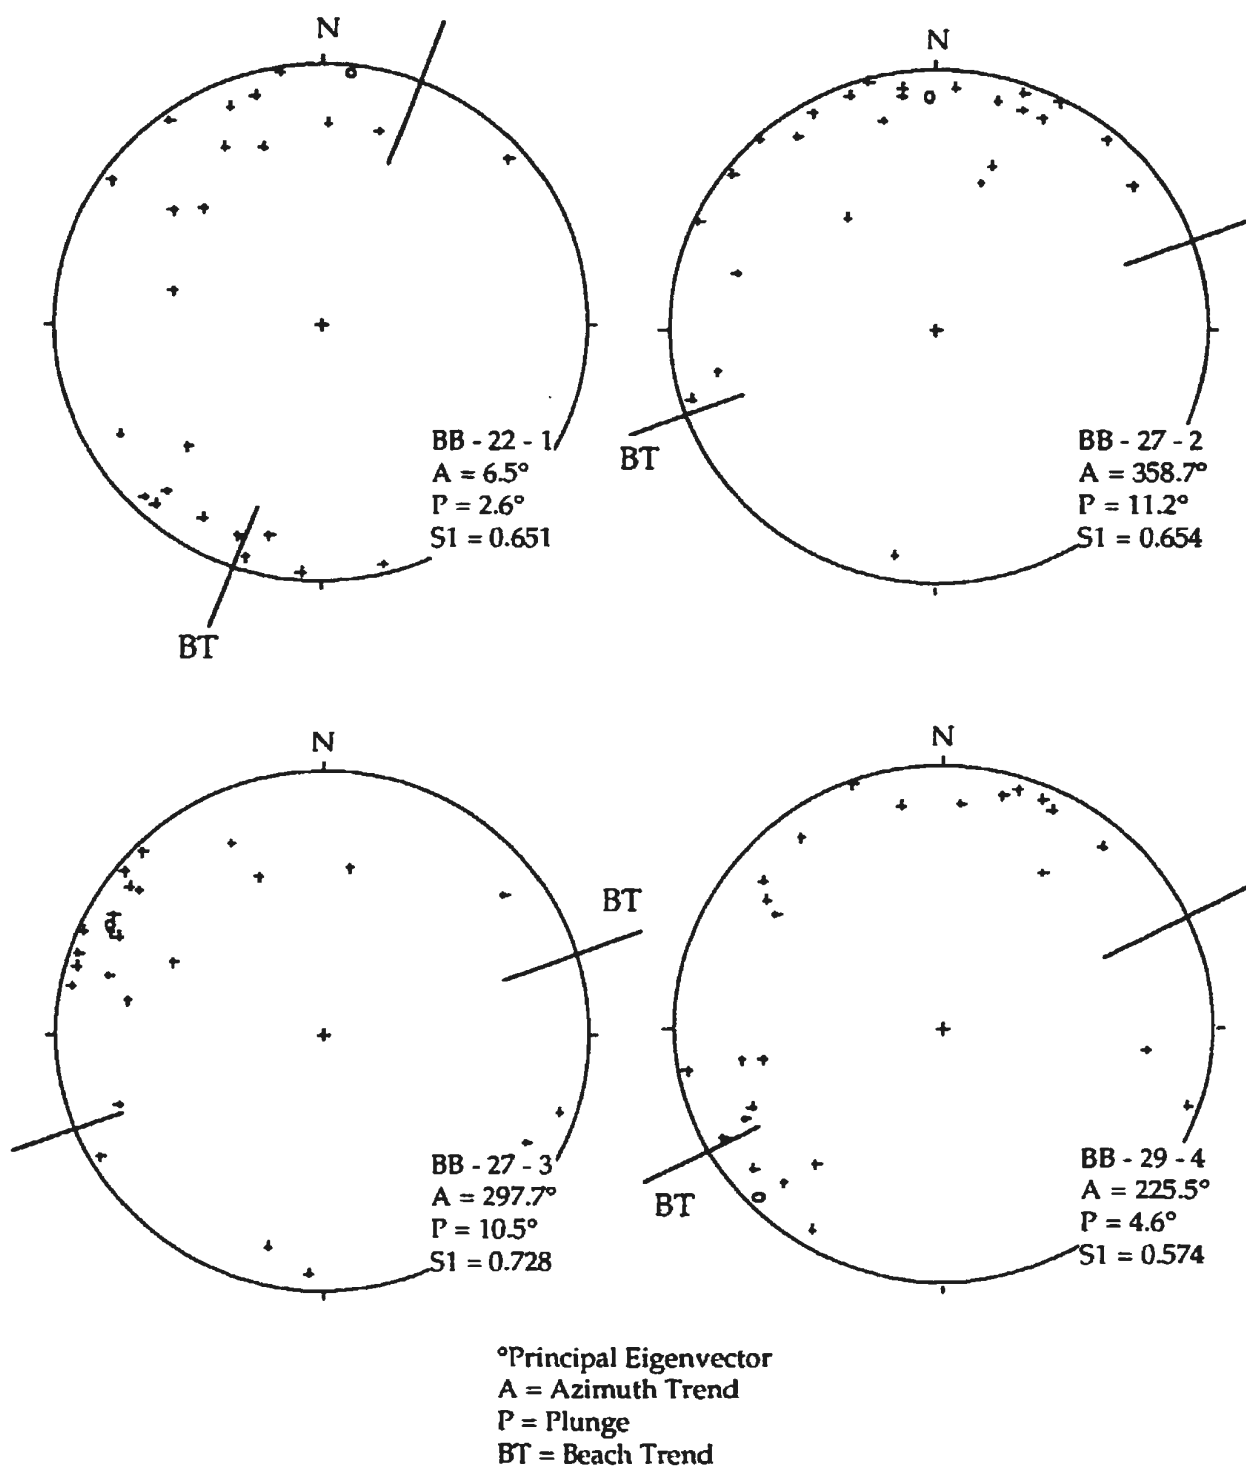 N
BB - 22 - 1
A = 6.5°
P = 2.6°
S1 = 0.651
BT
N
BT
BB - 27 - 2
A = 358.7°
P = 11.2°
S1 = 0.654
N
BT
BB - 27 - 3
A = 297.7°
P = 10.5°
S1 = 0.728
N
BT
BB - 29 - 4
A = 225.5°
P = 4.6°
S1 = 0.574
°Principal Eigenvector
A = Azimuth Trend
P = Plunge
BT = Beach Trend